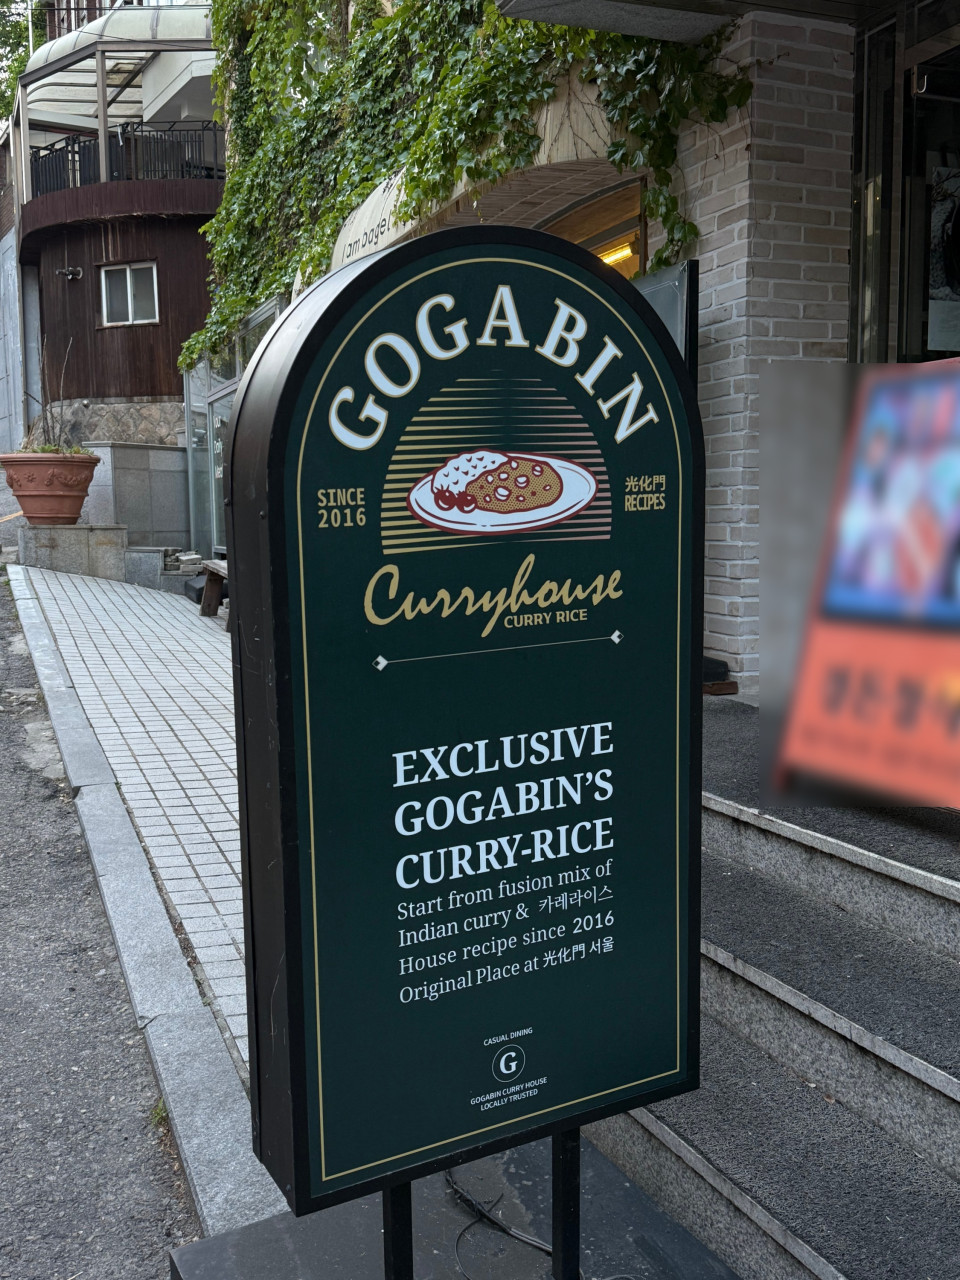 I am bagel
GOGABIN
SINCE
2016
光化門
RECIPES
Curryhouse
CURRY RICE
EXCLUSIVE
GOGABIN'S
CURRY-RICE
Start from fusion mix of
Indian curry & 카레라이스
House recipe since 2016
Original Place at 光化門 서울
CASUAL DINING
G
GOGABIN CURRY HOUSE
LOCALLY TRUSTED